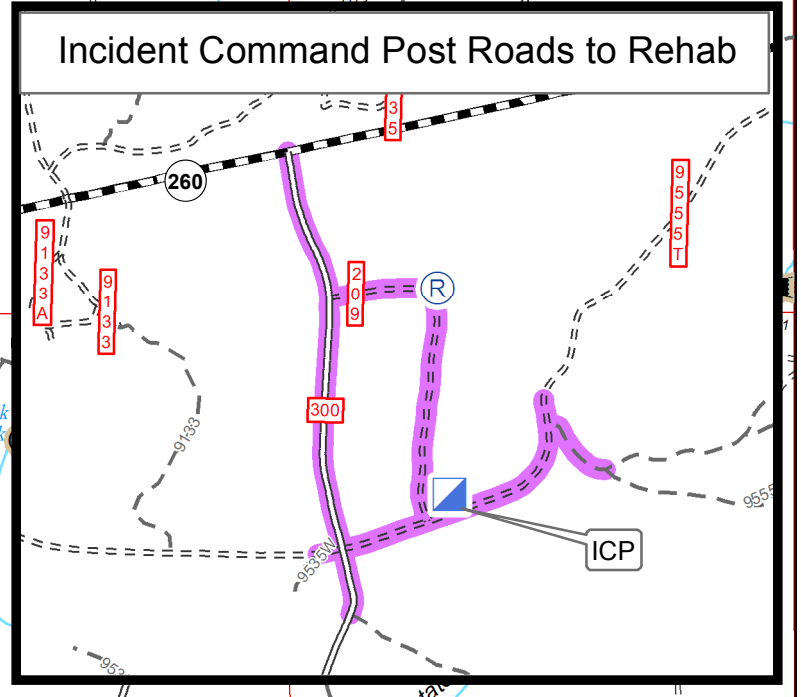 Incident Command Post Roads to Rehab
35
260
9555T
9133A
9133
209
R
300
9133
9555
ICP
9535W